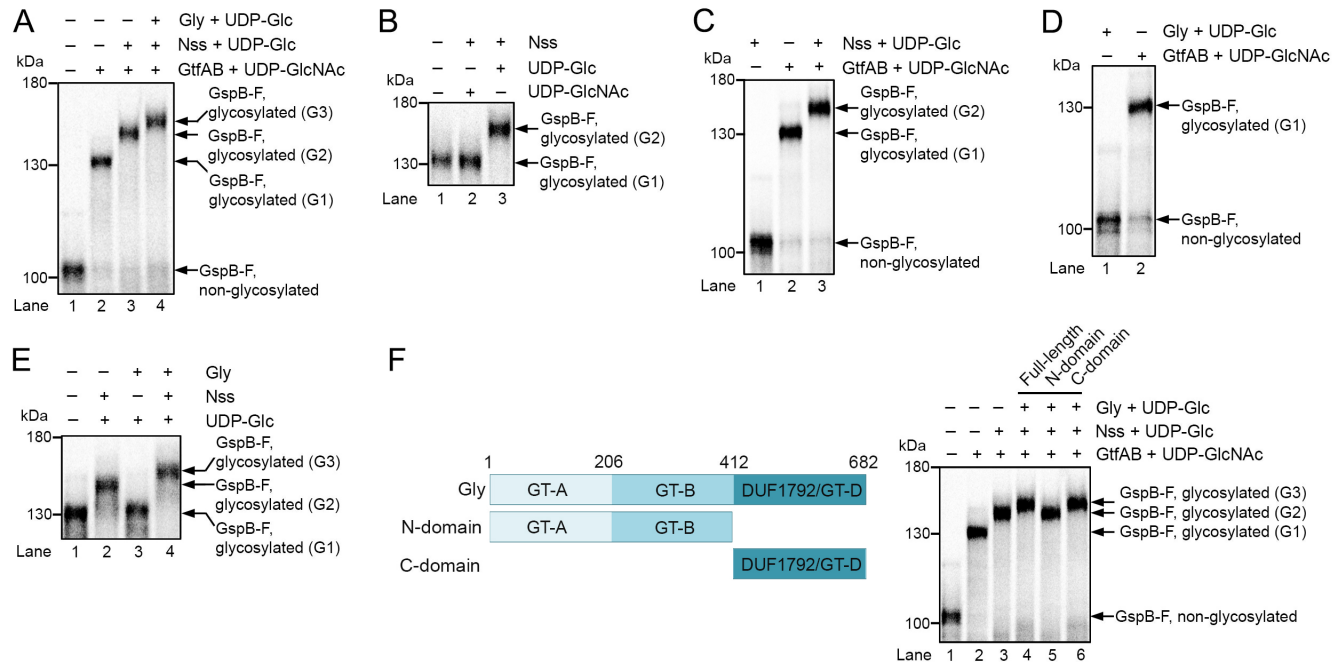 A
– – – + Gly + UDP-Glc
– – + + Nss + UDP-Glc
– + + + GtfAB + UDP-GlcNAc
kDa
180
130
100
GspB-F,
glycosylated (G3)
GspB-F,
glycosylated (G2)
GspB-F,
glycosylated (G1)
GspB-F,
non-glycosylated
Lane 1 2 3 4
B
– + + Nss
– – + UDP-Glc
– + – UDP-GlcNAc
kDa
180
130
GspB-F,
glycosylated (G2)
GspB-F,
glycosylated (G1)
Lane 1 2 3
C
+ – + Nss + UDP-Glc
– + + GtfAB + UDP-GlcNAc
kDa
180
130
100
GspB-F,
glycosylated (G2)
GspB-F,
glycosylated (G1)
GspB-F,
non-glycosylated
Lane 1 2 3
D
+ – Gly + UDP-Glc
– + GtfAB + UDP-GlcNAc
kDa
130
100
GspB-F,
glycosylated (G1)
GspB-F,
non-glycosylated
Lane 1 2
E
– – + + Gly
– + – + Nss
– + + + UDP-Glc
kDa
180
130
GspB-F,
glycosylated (G3)
GspB-F,
glycosylated (G2)
GspB-F,
glycosylated (G1)
Lane 1 2 3 4
F
1 206 412 682
Gly GT-A GT-B DUF1792/GT-D
N-domain GT-A GT-B
C-domain DUF1792/GT-D
Full-length
N-domain
C-domain
– – – + + + Gly + UDP-Glc
– – + + + + Nss + UDP-Glc
– + + + + + GtfAB + UDP-GlcNAc
kDa
180
130
100
GspB-F, glycosylated (G3)
GspB-F, glycosylated (G2)
GspB-F, glycosylated (G1)
GspB-F, non-glycosylated
Lane 1 2 3 4 5 6